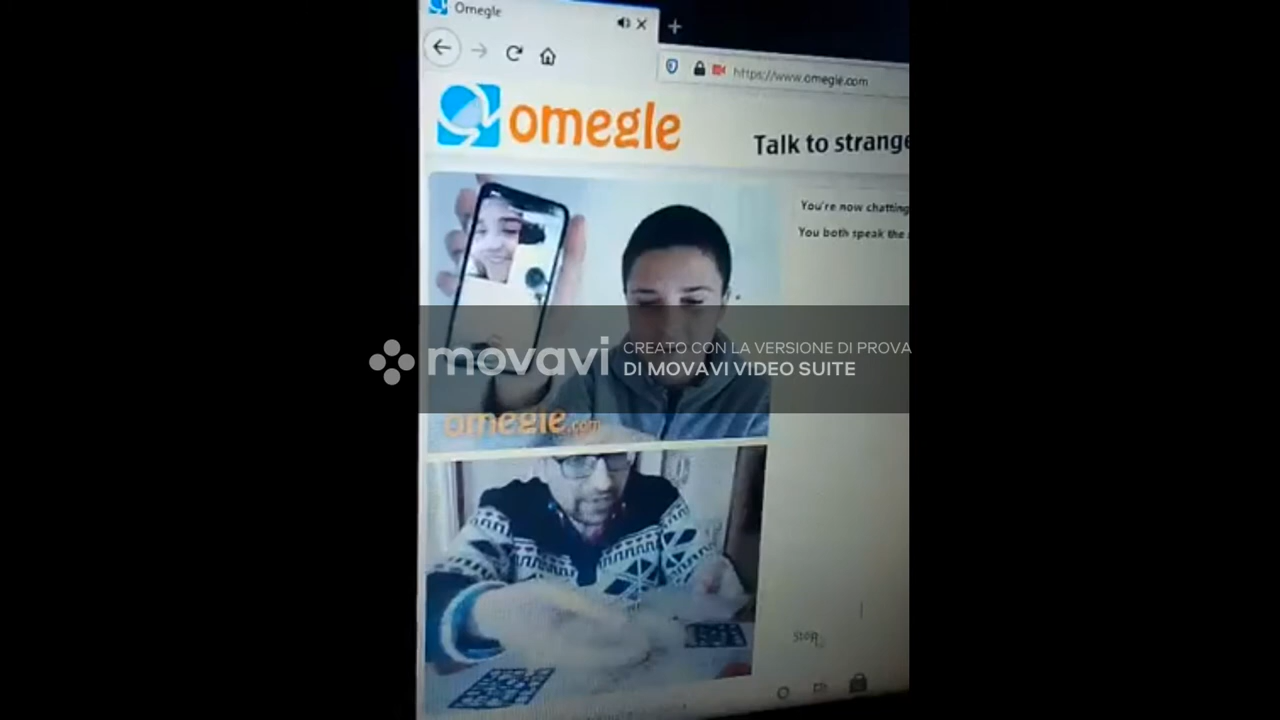 Omegle
https://www.omegle.com
omegle
Talk to strange
You're now chatting
You both speak the
movavi
CREATO CON LA VERSIONE DI PROVA
DI MOVAVI VIDEO SUITE
omegle.com
Stop